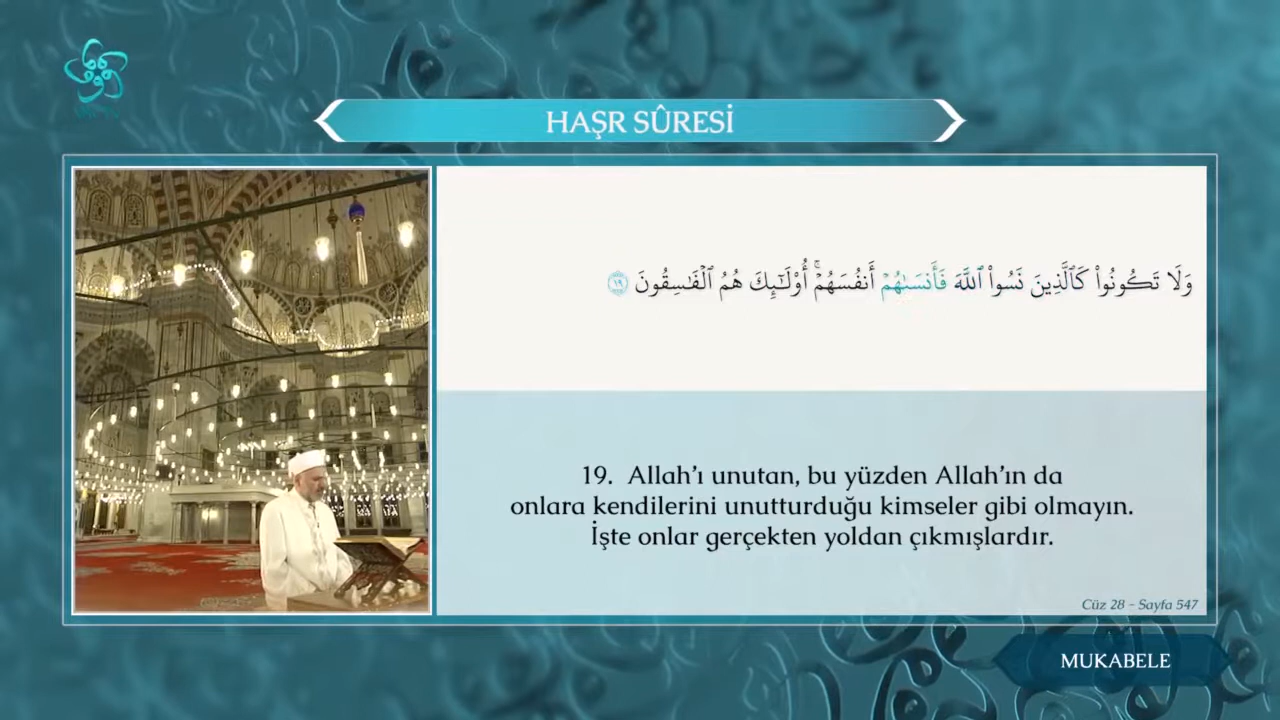 HAŞR SÛRESİ
وَلَا تَكُونُوا۟ كَٱلَّذِينَ نَسُوا۟ ٱللَّهَ فَأَنسَىٰهُمْ أَنفُسَهُمْ ۚ أُو۟لَـٰٓئِكَ هُمُ ٱلْفَـٰسِقُونَ ١٩
19. Allah’ı unutan, bu yüzden Allah’ın da
onlara kendilerini unutturduğu kimseler gibi olmayın.
İşte onlar gerçekten yoldan çıkmışlardır.
Cüz 28 - Sayfa 547
MUKABELE